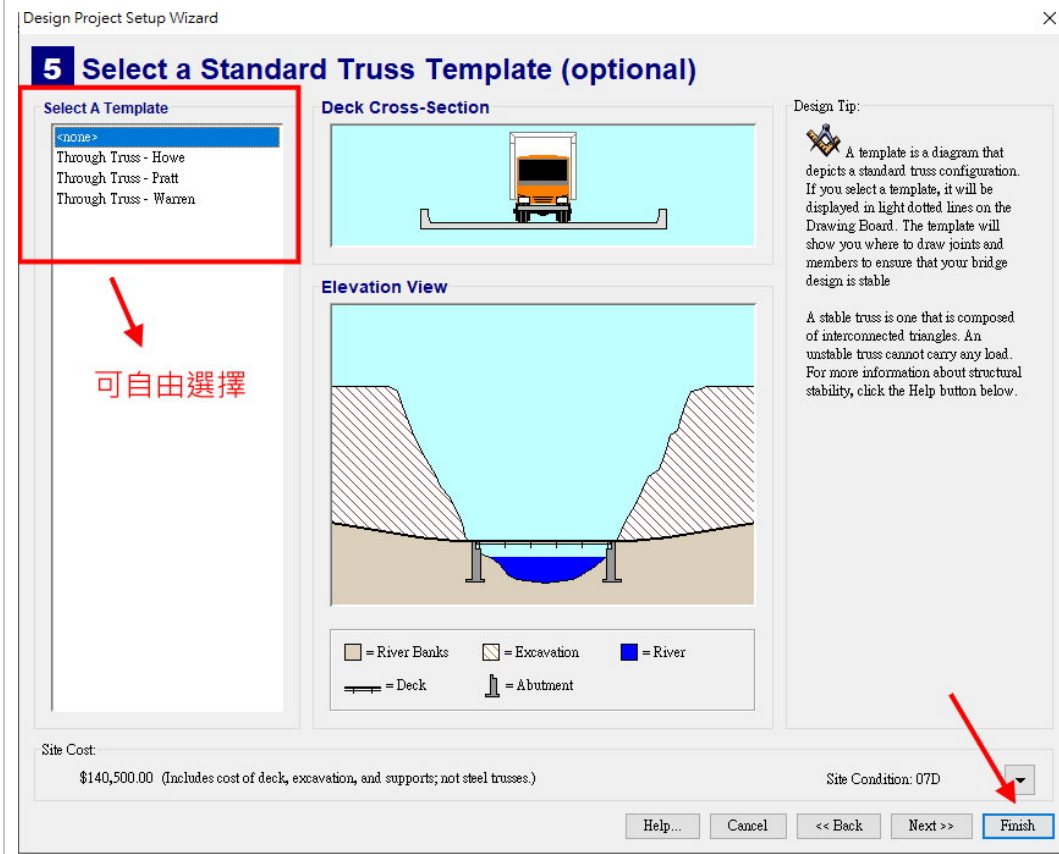 Design Project Setup Wizard
5 Select a Standard Truss Template (optional)
Select A Template
<none>
Through Truss - Howe
Through Truss - Pratt
Through Truss - Warren
可自由選擇
Deck Cross-Section
Elevation View
= River Banks
= Excavation
= River
= Deck
= Abutment
Design Tip:
A template is a diagram that
depicts a standard truss configuration.
If you select a template, it will be
displayed in light dotted lines on the
Drawing Board. The template will
show you where to draw joints and
members to ensure that your bridge
design is stable
A stable truss is one that is composed
of interconnected triangles. An
unstable truss cannot carry any load.
For more information about structural
stability, click the Help button below.
Site Cost:
$140,500.00 (Includes cost of deck, excavation, and supports; not steel trusses.)
Site Condition: 07D
Help...
Cancel
<< Back
Next >>
Finish